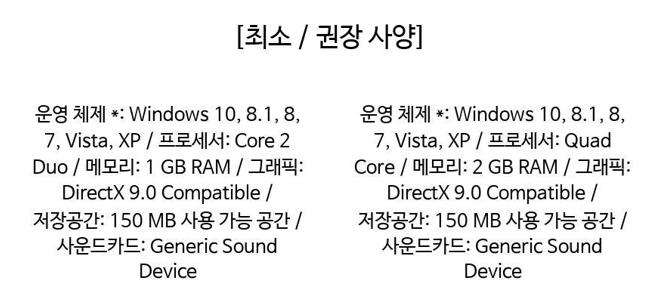 [최소 / 권장 사양]
운영 체제 *: Windows 10, 8.1, 8,
7, Vista, XP / 프로세서: Core 2
Duo / 메모리: 1 GB RAM / 그래픽:
DirectX 9.0 Compatible /
저장공간: 150 MB 사용 가능 공간 /
사운드카드: Generic Sound
Device
운영 체제 *: Windows 10, 8.1, 8,
7, Vista, XP / 프로세서: Quad
Core / 메모리: 2 GB RAM / 그래픽:
DirectX 9.0 Compatible /
저장공간: 150 MB 사용 가능 공간 /
사운드카드: Generic Sound
Device